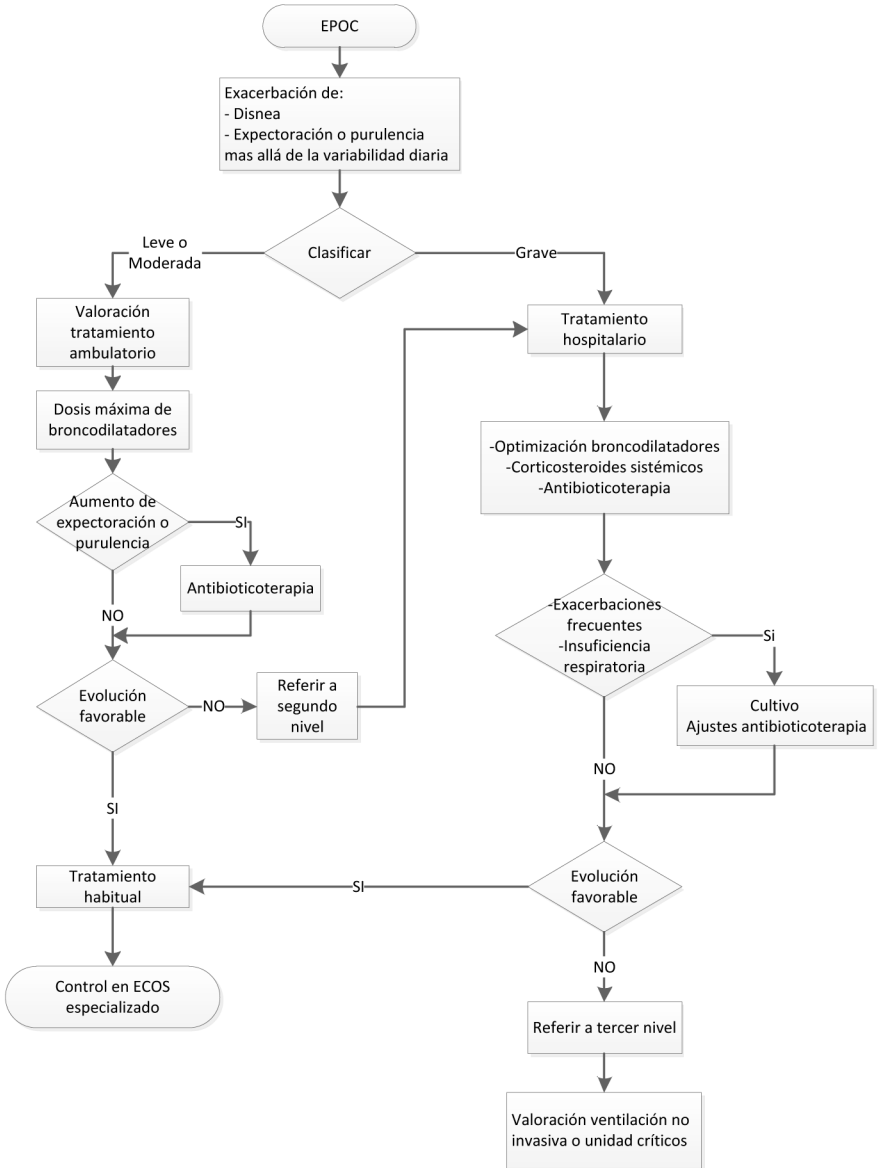 EPOC
Exacerbación de:
- Disnea
- Expectoración o purulencia
mas allá de la variabilidad diaria
Clasificar
Leve o
Moderada
Grave
Valoración
tratamiento
ambulatorio
Tratamiento
hospitalario
Dosis máxima de
broncodilatadores
-Optimización broncodilatadores
-Corticosteroides sistémicos
-Antibioticoterapia
Aumento de
expectoración o
purulencia
SI
Antibioticoterapia
NO
-Exacerbaciones
frecuentes
-Insuficiencia
respiratoria
Si
Evolución
favorable
NO
Referir a
segundo
nivel
Cultivo
Ajustes antibioticoterapia
NO
SI
Tratamiento
habitual
SI
Evolución
favorable
NO
Control en ECOS
especializado
Referir a tercer nivel
Valoración ventilación no
invasiva o unidad críticos